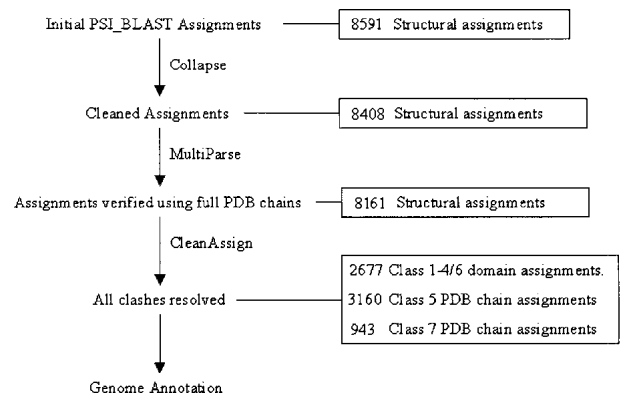 Initial PSI_BLAST Assignments
8591 Structural assignments
Collapse
Cleaned Assignments
8408 Structural assignments
MultiParse
Assignments verified using full PDB chains
8161 Structural assignments
CleanAssign
2677 Class 1-4/6 domain assignments.
All clashes resolved
3160 Class 5 PDB chain assignments
943 Class 7 PDB chain assignments
Genome Annotation